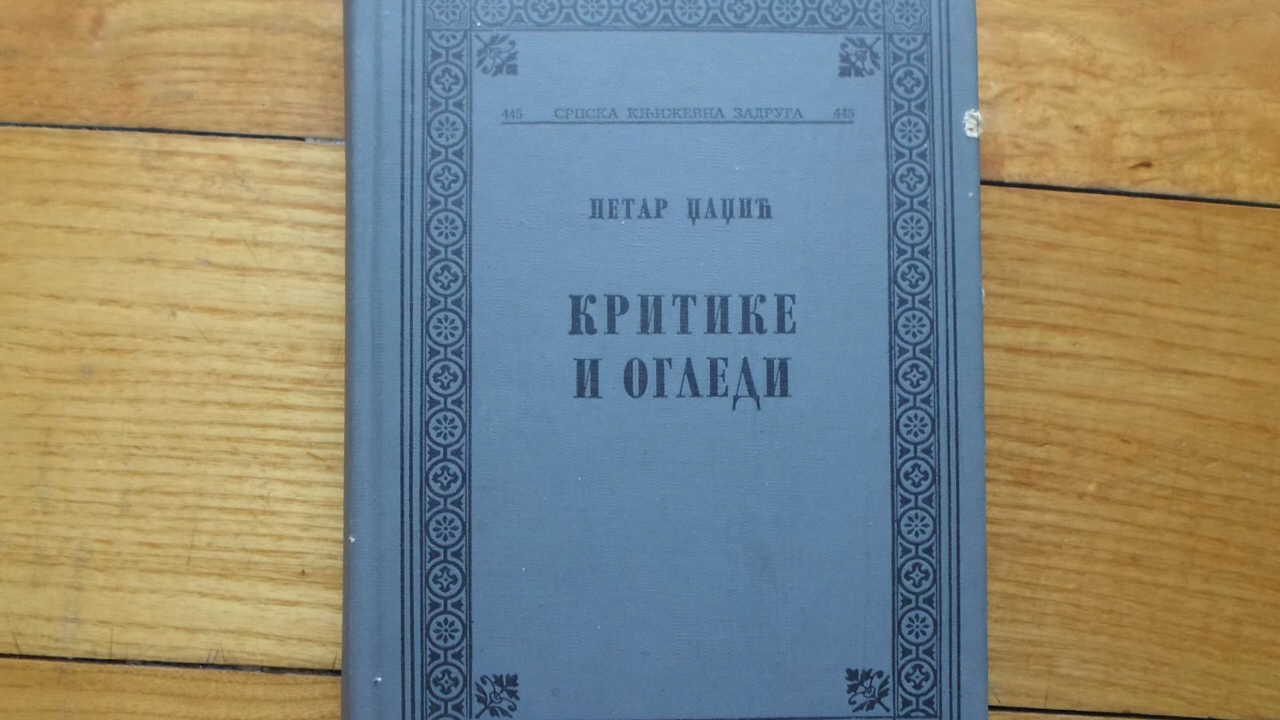 445 СРПСКА КЊИЖЕВНА ЗАДРУГА 445
ПЕТАР ЏАЏИЋ
КРИТИКЕ
И ОГЛЕДИ